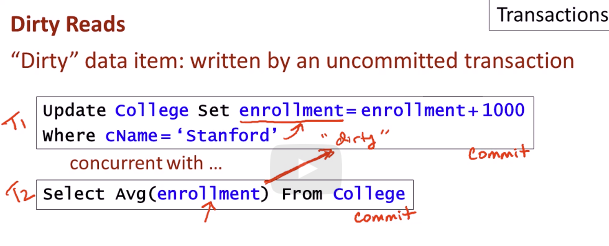 Transactions
Dirty Reads
“Dirty” data item: written by an uncommitted transaction
T1 Update College Set enrollment=enrollment+1000
Where cName=‘Stanford’ "dirty"
commit
concurrent with ...
T2 Select Avg(enrollment) From College
commit